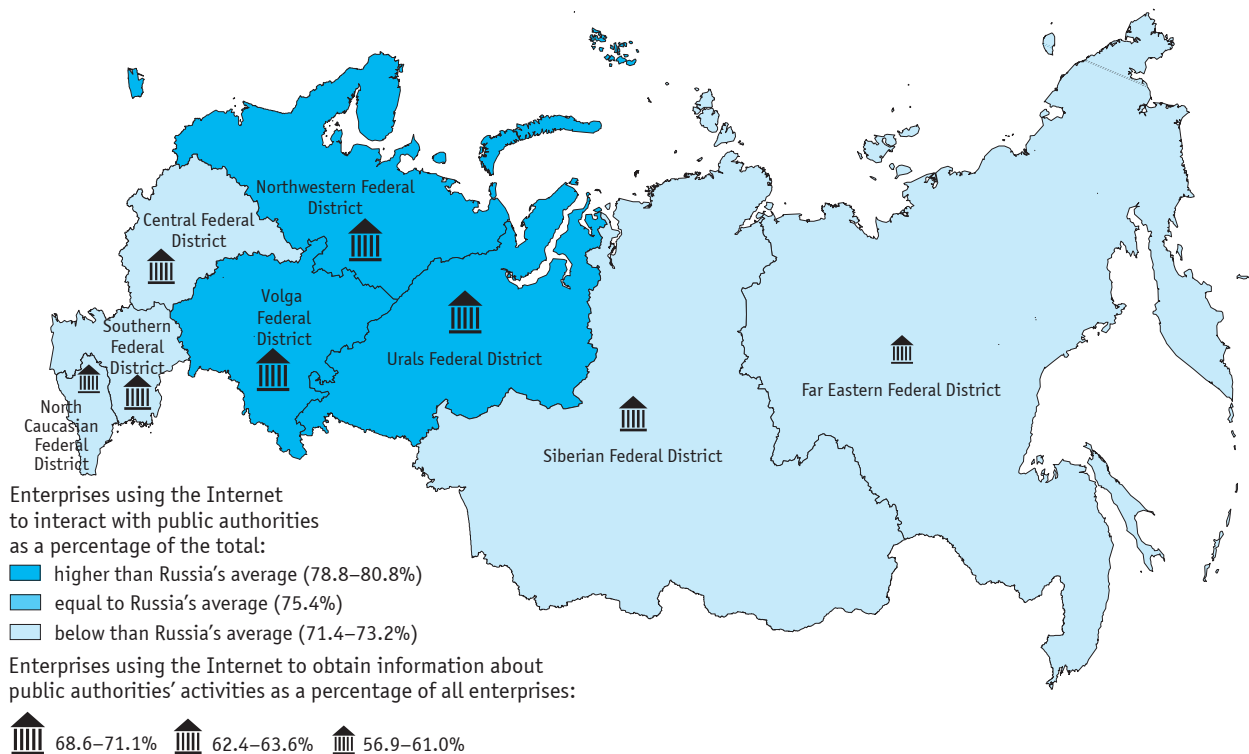 Northwestern Federal
District
Central Federal
District
Volga
Federal
District
Southern
Federal
District
Urals Federal District
Far Eastern Federal District
North
Caucasian
Federal
District
Siberian Federal District
Enterprises using the Internet
to interact with public authorities
as a percentage of the total:
higher than Russia’s average (78.8–80.8%)
equal to Russia’s average (75.4%)
below than Russia’s average (71.4–73.2%)
Enterprises using the Internet to obtain information about
public authorities’ activities as a percentage of all enterprises:
68.6–71.1% 62.4–63.6% 56.9–61.0%